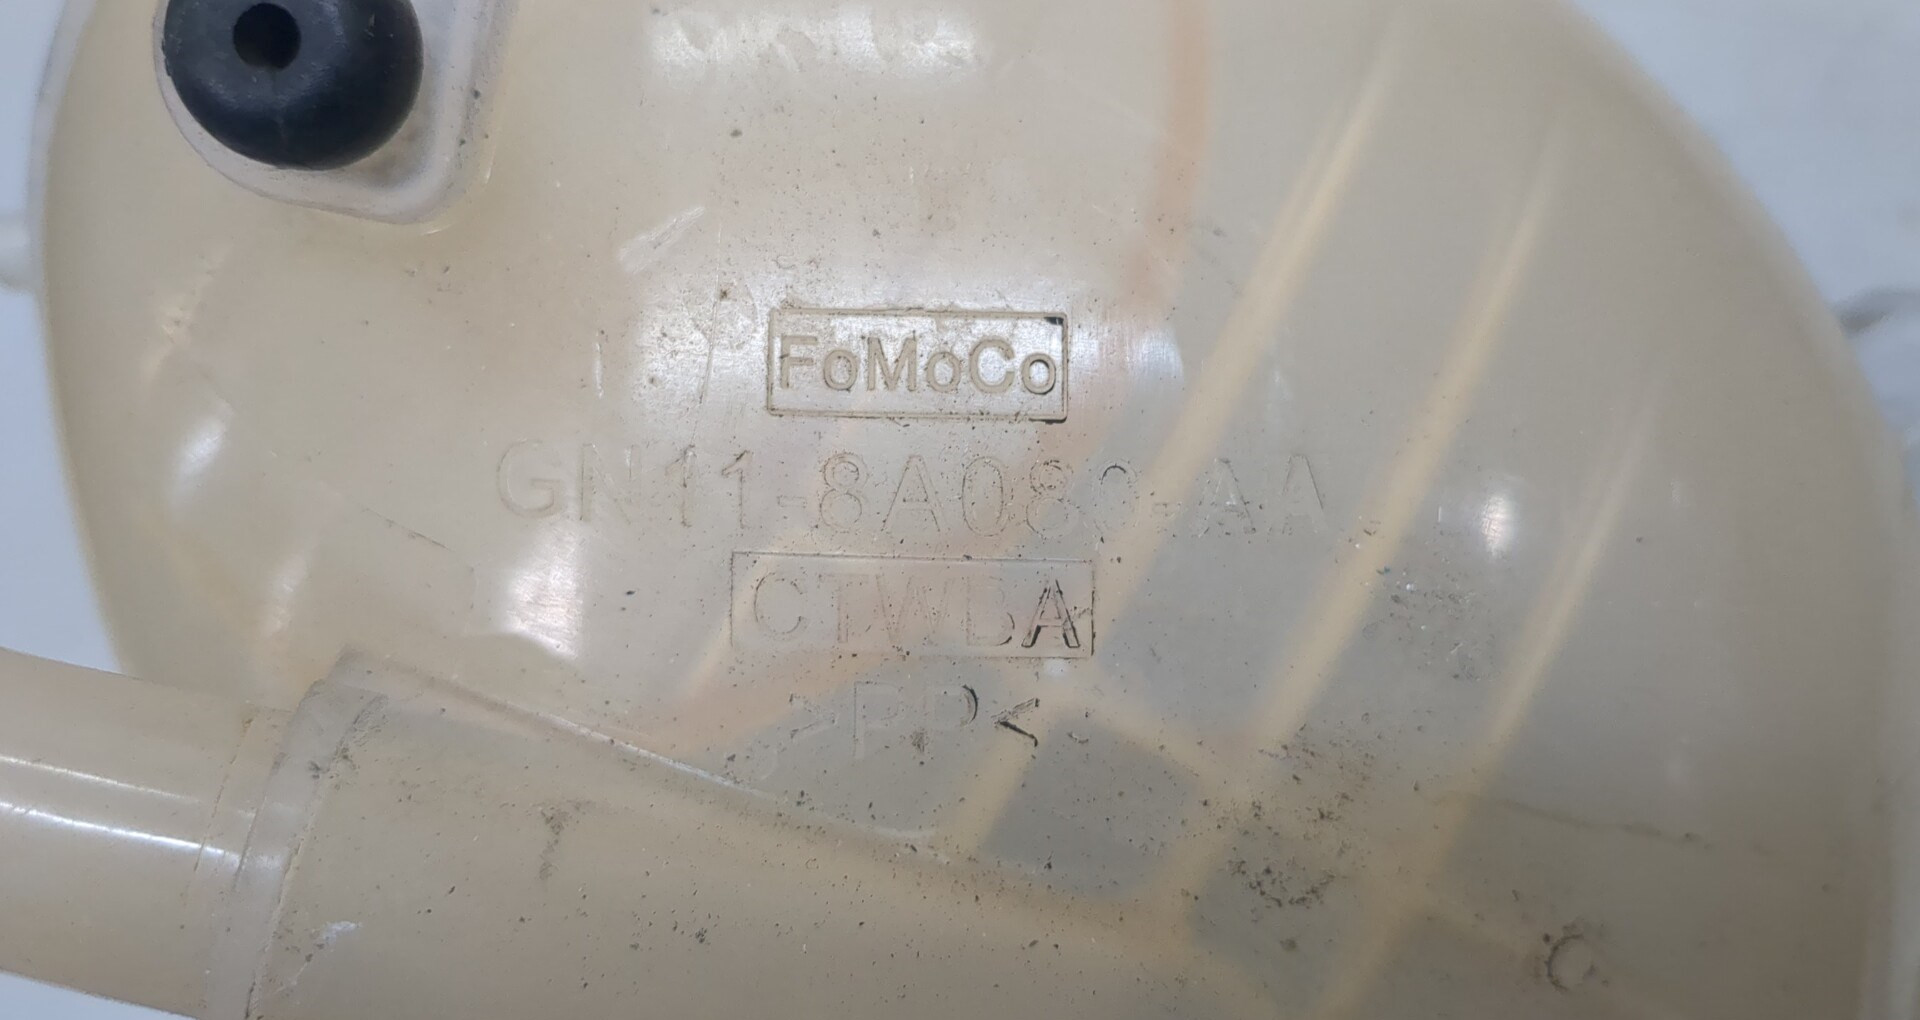 FoMoCo
GN11-8A080-AA
CTWBA
>PP<